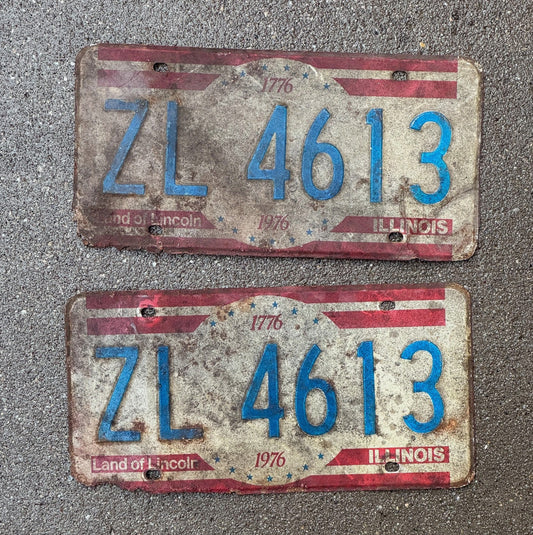 1776
ZL 4613
Land of Lincoln 1976 ILLINOIS
1776
ZL 4613
Land of Lincoln 1976 ILLINOIS